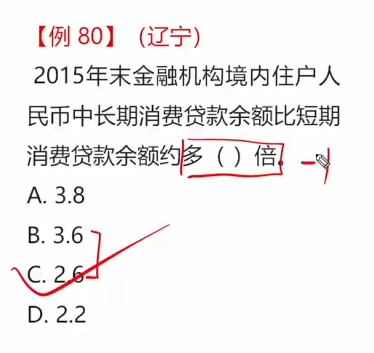 【例 80】（辽宁）
2015年末金融机构境内住户人
民币中长期消费贷款余额比短期
消费贷款余额约多（ ）倍。 -1
A. 3.8
B. 3.6
C. 2.6
D. 2.2